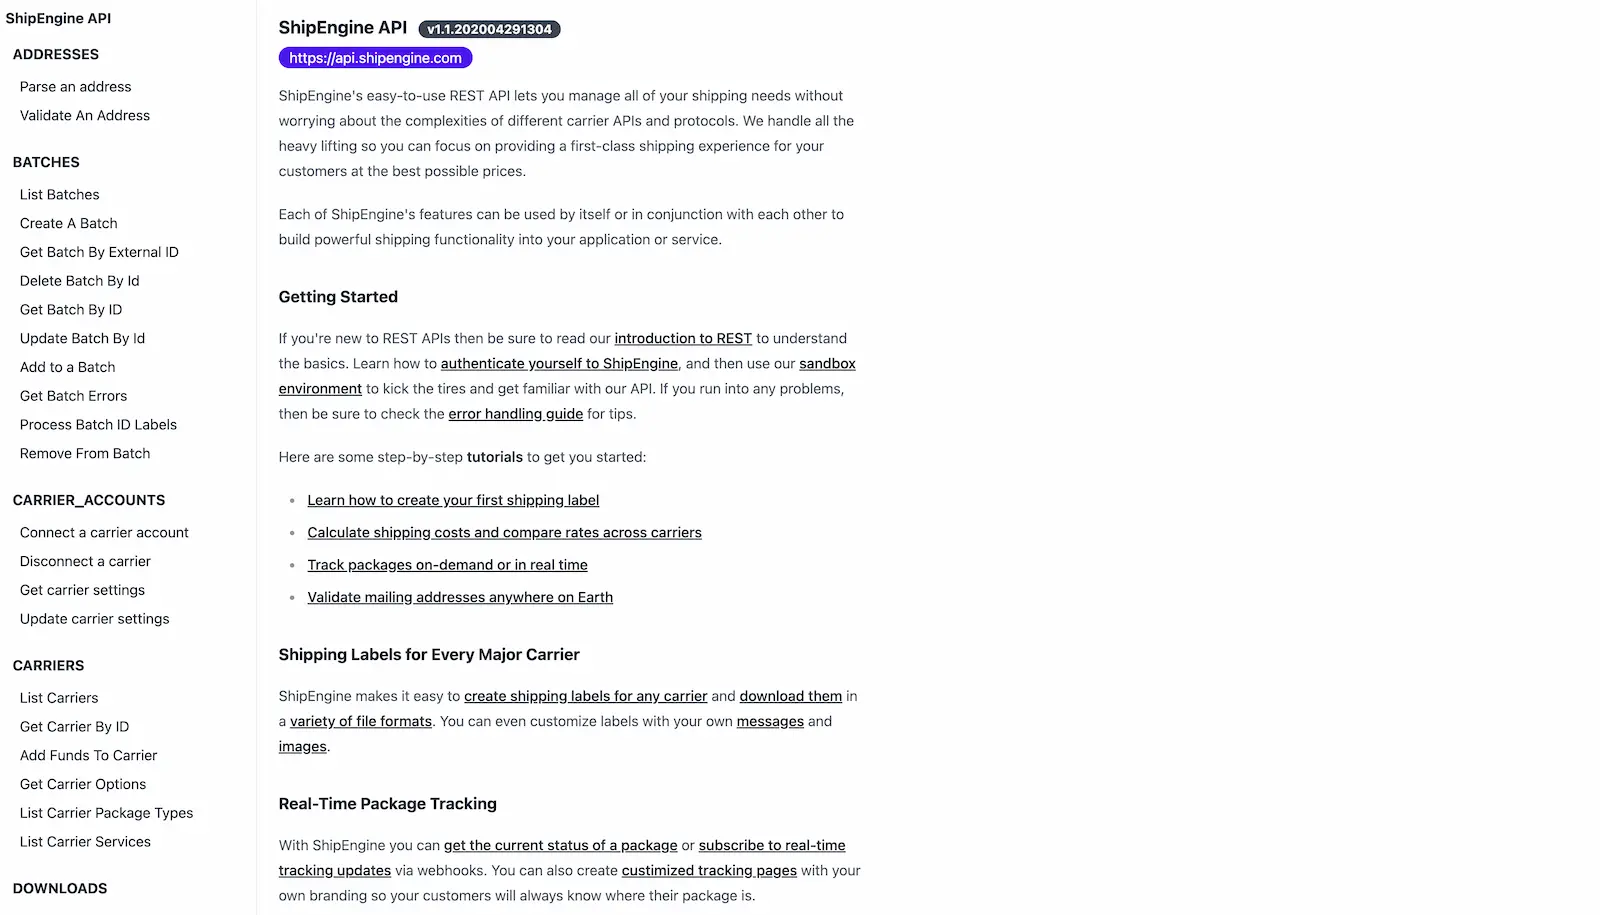 ShipEngine API
ADDRESSES
Parse an address
Validate An Address
BATCHES
List Batches
Create A Batch
Get Batch By External ID
Delete Batch By Id
Get Batch By ID
Update Batch By Id
Add to a Batch
Get Batch Errors
Process Batch ID Labels
Remove From Batch
CARRIER_ACCOUNTS
Connect a carrier account
Disconnect a carrier
Get carrier settings
Update carrier settings
CARRIERS
List Carriers
Get Carrier By ID
Add Funds To Carrier
Get Carrier Options
List Carrier Package Types
List Carrier Services
DOWNLOADS
ShipEngine API v1.1.202004291304
https://api.shipengine.com
ShipEngine's easy-to-use REST API lets you manage all of your shipping needs without
worrying about the complexities of different carrier APIs and protocols. We handle all the
heavy lifting so you can focus on providing a first-class shipping experience for your
customers at the best possible prices.
Each of ShipEngine's features can be used by itself or in conjunction with each other to
build powerful shipping functionality into your application or service.
Getting Started
If you're new to REST APIs then be sure to read our introduction to REST to understand
the basics. Learn how to authenticate yourself to ShipEngine, and then use our sandbox
environment to kick the tires and get familiar with our API. If you run into any problems,
then be sure to check the error handling guide for tips.
Here are some step-by-step tutorials to get you started:
• Learn how to create your first shipping label
• Calculate shipping costs and compare rates across carriers
• Track packages on-demand or in real time
• Validate mailing addresses anywhere on Earth
Shipping Labels for Every Major Carrier
ShipEngine makes it easy to create shipping labels for any carrier and download them in
a variety of file formats. You can even customize labels with your own messages and
images.
Real-Time Package Tracking
With ShipEngine you can get the current status of a package or subscribe to real-time
tracking updates via webhooks. You can also create custimized tracking pages with your
own branding so your customers will always know where their package is.